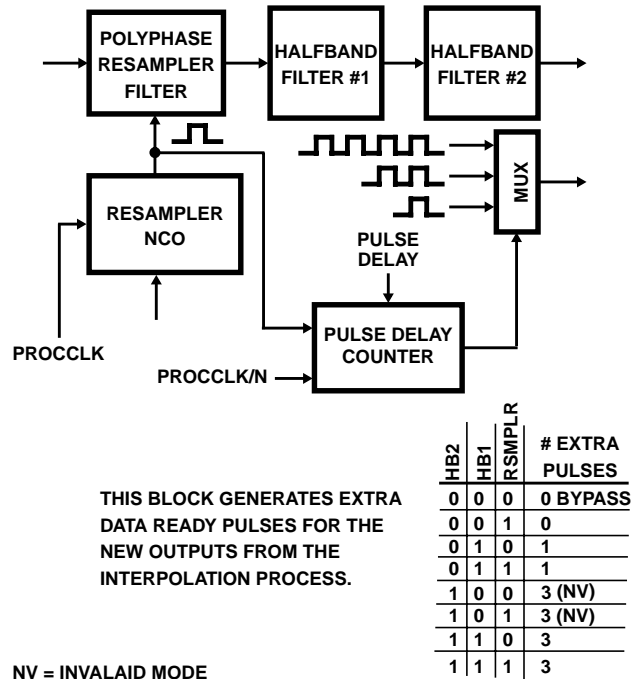 POLYPHASE
RESAMPLER
FILTER
HALFBAND
FILTER #1
HALFBAND
FILTER #2
MUX
RESAMPLER
NCO
PULSE
DELAY
PROCCLK
PULSE DELAY
COUNTER
PROCCLK/N
THIS BLOCK GENERATES EXTRA
DATA READY PULSES FOR THE
NEW OUTPUTS FROM THE
INTERPOLATION PROCESS.
HB2 HB1 RSMPLR # EXTRA PULSES
0 0 0 0 BYPASS
0 0 1 0
0 1 0 1
0 1 1 1
1 0 0 3 (NV)
1 0 1 3 (NV)
1 1 0 3
1 1 1 3
NV = INVALAID MODE